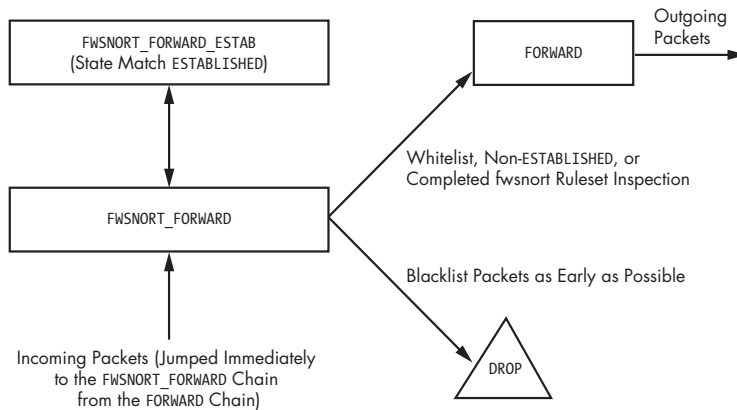 FWSNORT_FORWARD_ESTAB
(State Match ESTABLISHED)
FORWARD
Outgoing
Packets
Whitelist, Non-ESTABLISHED, or
Completed fwsnort Ruleset Inspection
FWSNORT_FORWARD
Blacklist Packets as Early as Possible
Incoming Packets (Jumped Immediately
to the FWSNORT_FORWARD Chain
from the FORWARD Chain)
DROP